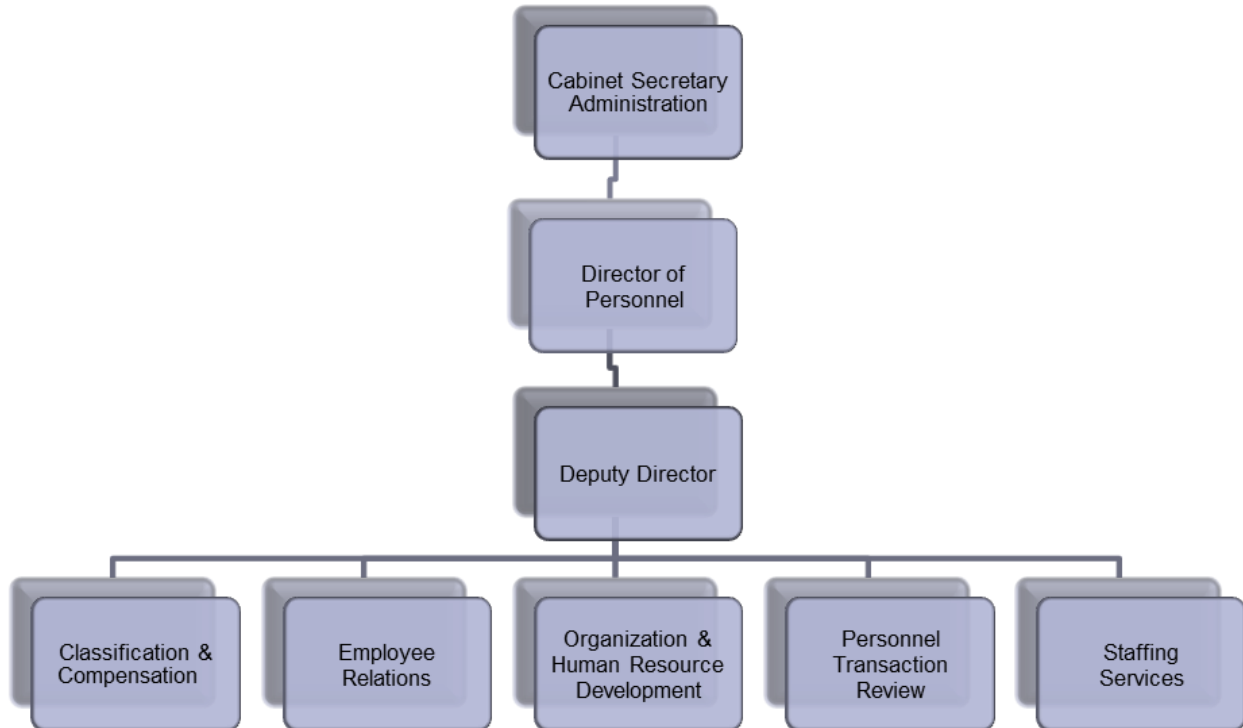 Cabinet Secretary
Administration
Director of
Personnel
Deputy Director
Classification &
Compensation
Employee
Relations
Organization &
Human Resource
Development
Personnel
Transaction
Review
Staffing
Services